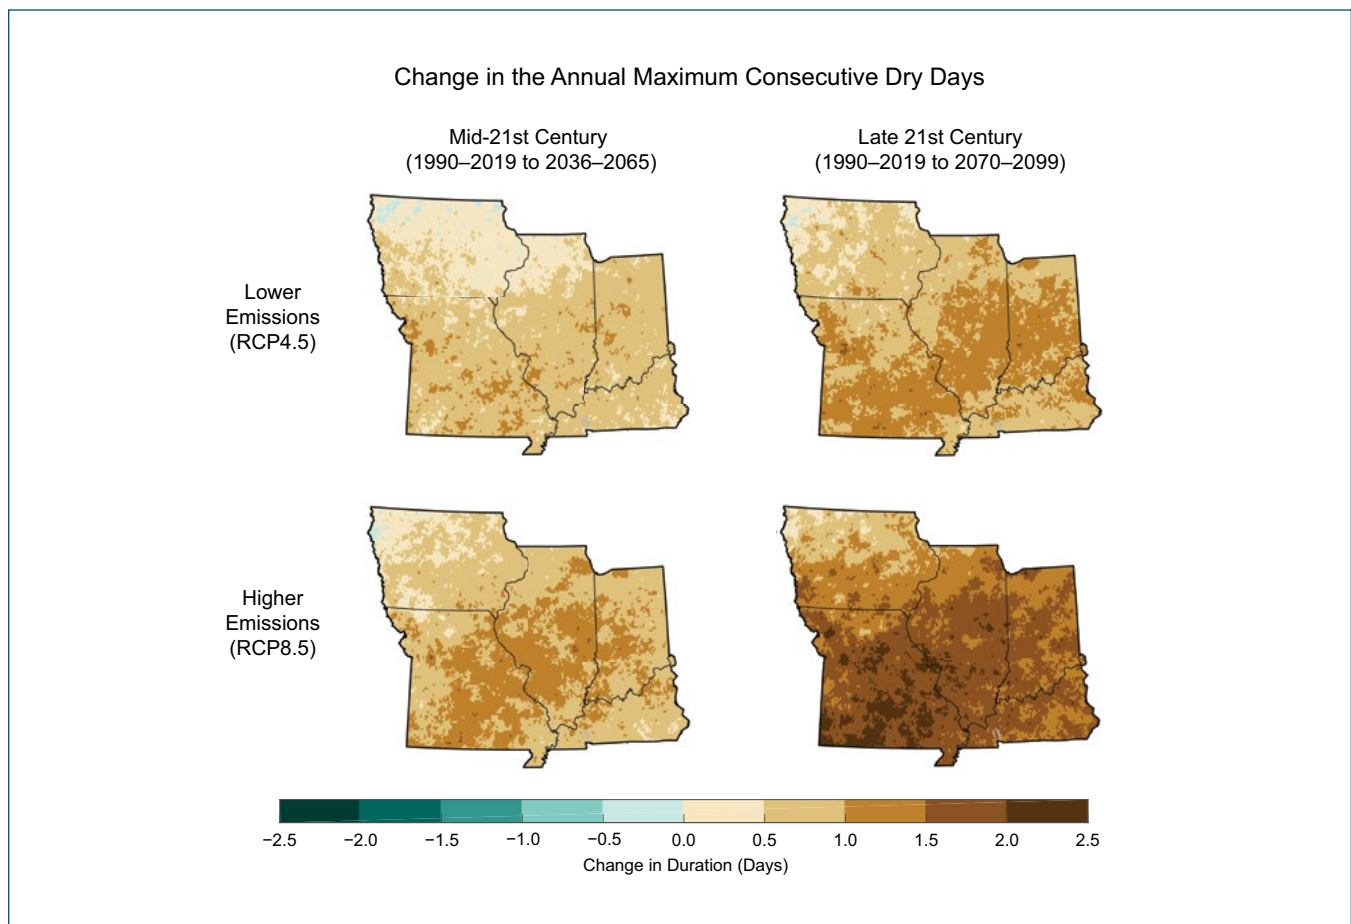 Change in the Annual Maximum Consecutive Dry Days
Mid-21st Century
(1990–2019 to 2036–2065)
Late 21st Century
(1990–2019 to 2070–2099)
Lower
Emissions
(RCP4.5)
Higher
Emissions
(RCP8.5)
−2.5 −2.0 −1.5 −1.0 −0.5 0.0 0.5 1.0 1.5 2.0 2.5
Change in Duration (Days)